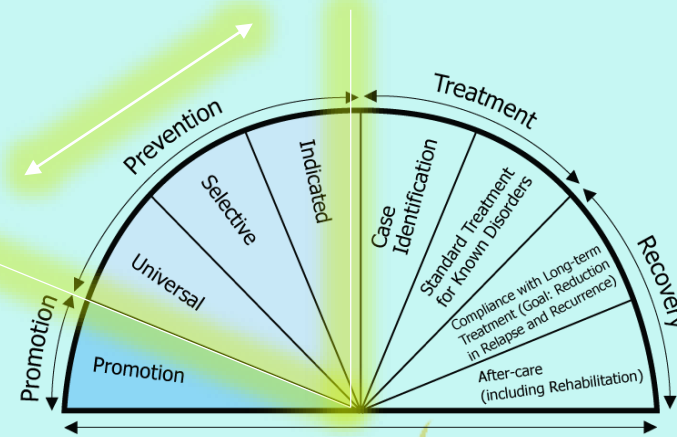 Promotion
Prevention
Treatment
Recovery
Promotion
Universal
Selective
Indicated
Case
Identification
Standard Treatment
for Known Disorders
Compliance with Long-term
Treatment (Goal: Reduction
in Relapse and Recurrence)
After-care
(including Rehabilitation)